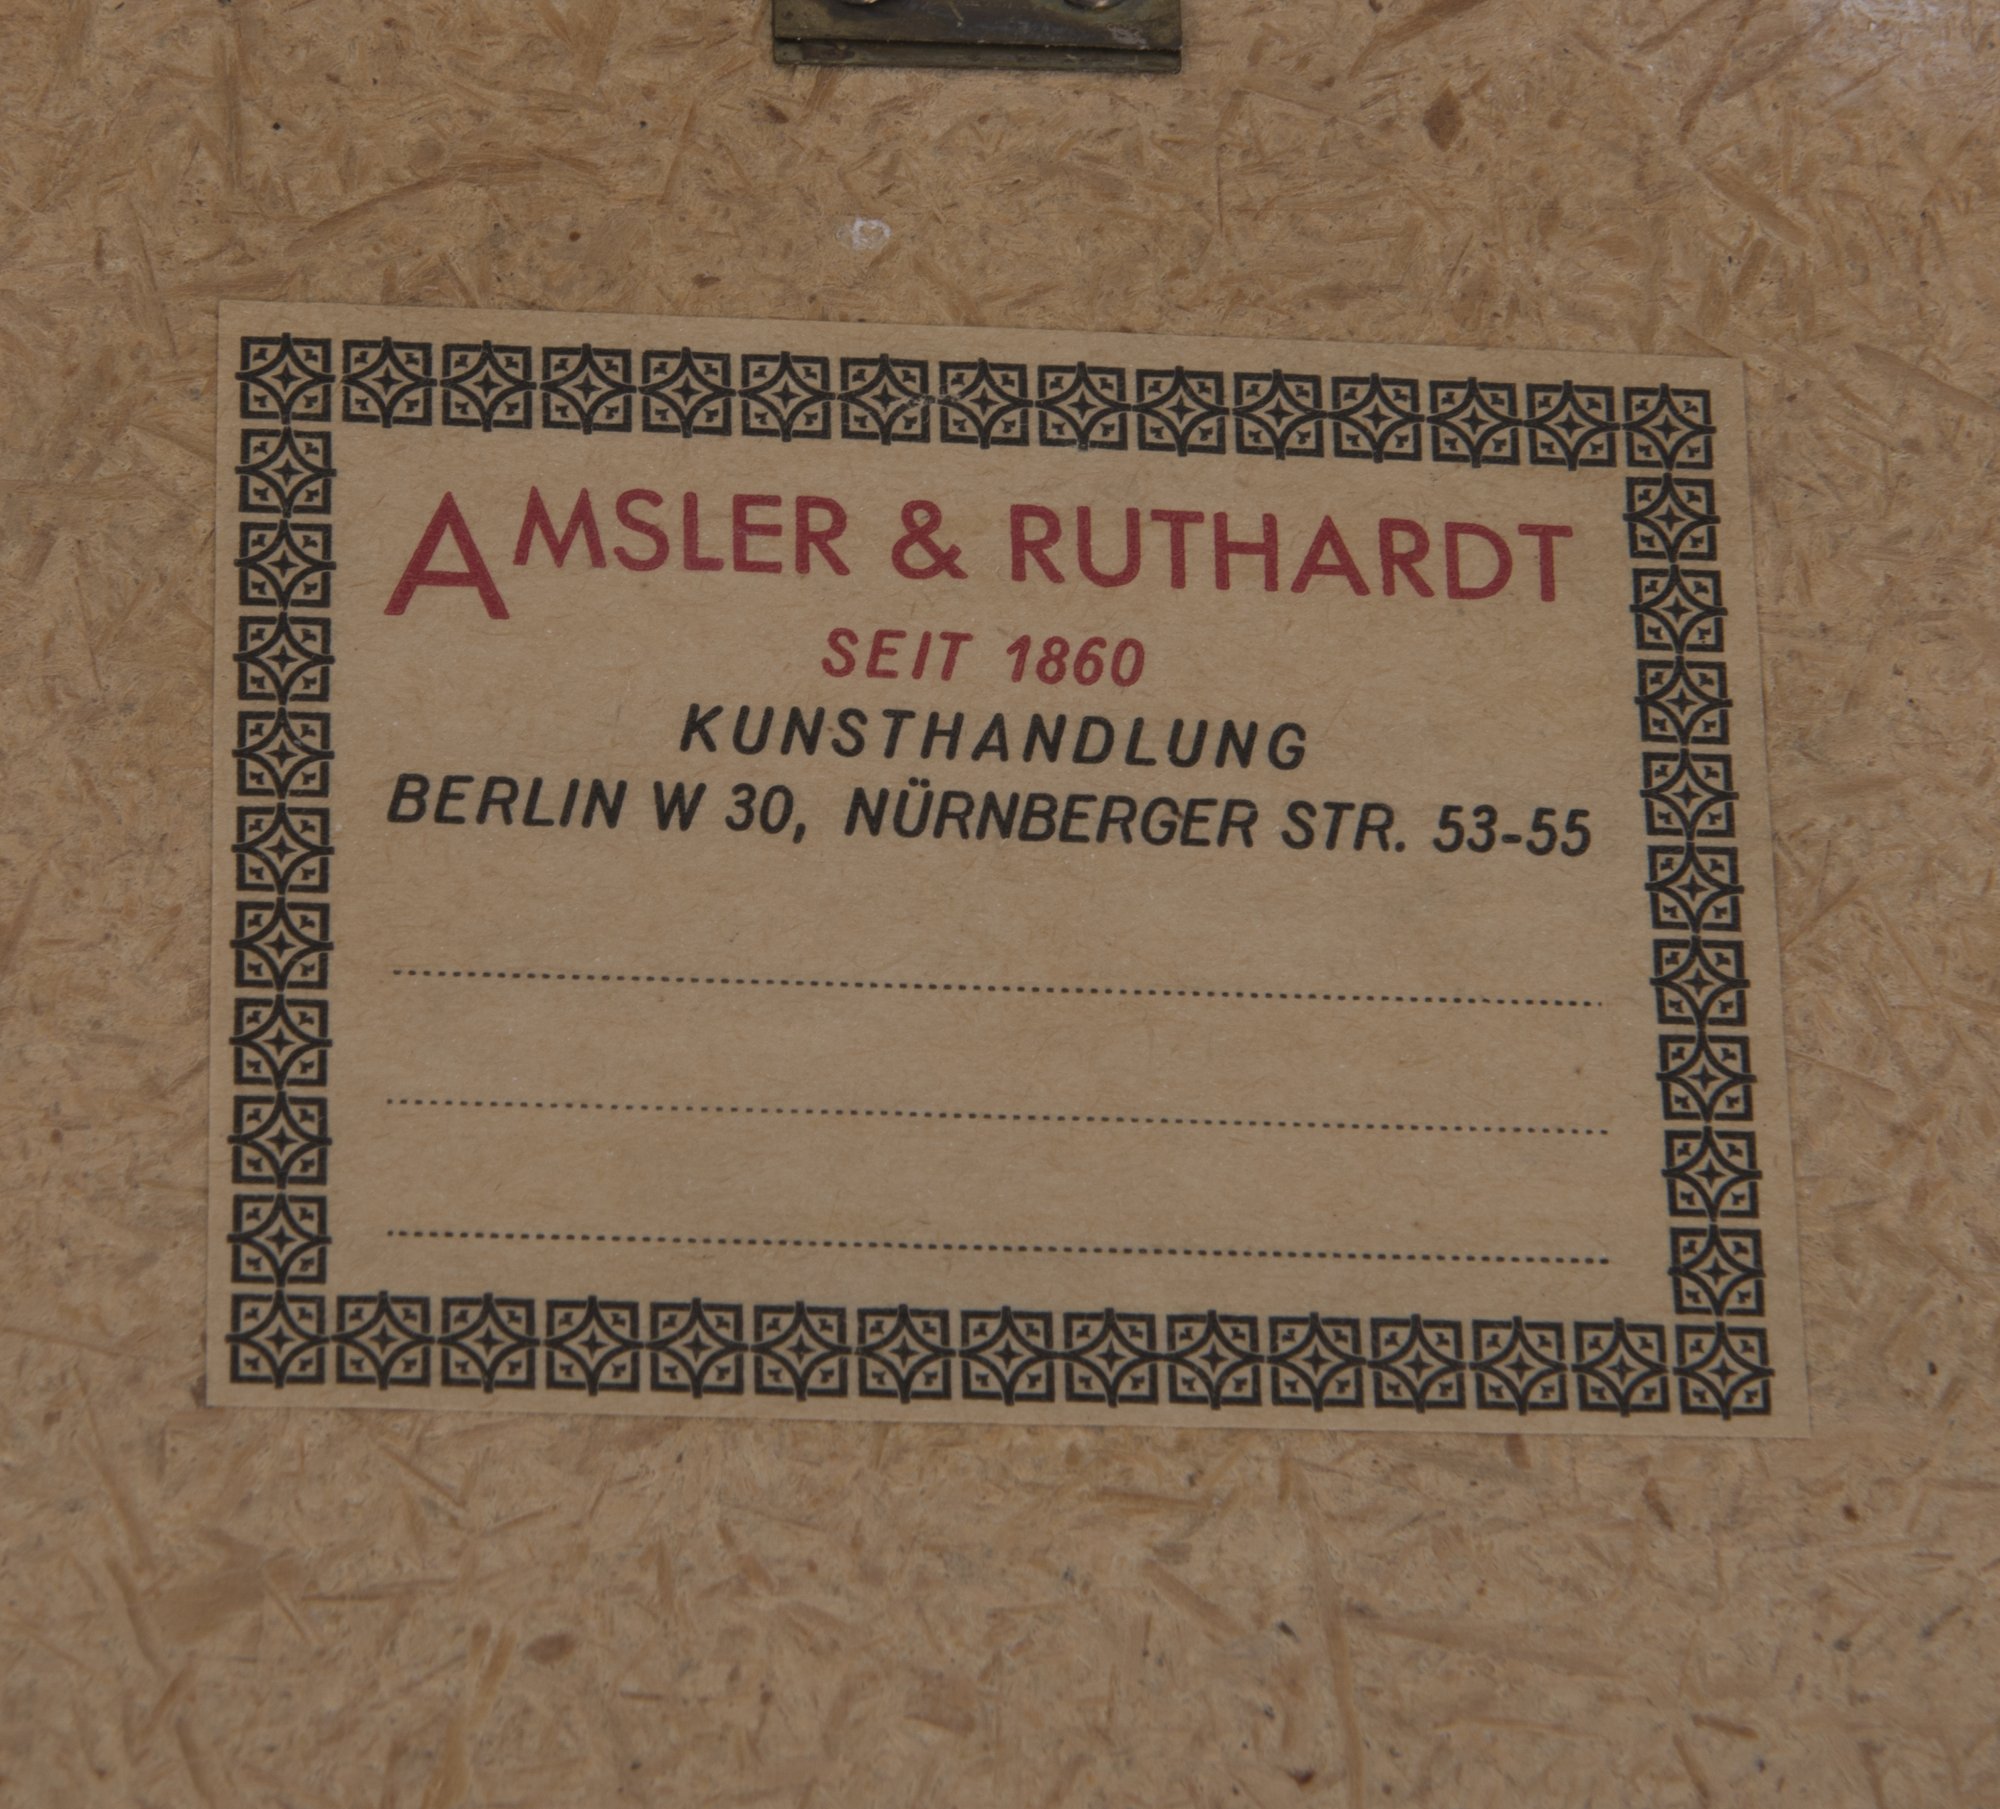 AMSLER & RUTHARDT
SEIT 1860
KUNSTHANDLUNG
BERLIN W 30, NÜRNBERGER STR. 53-55